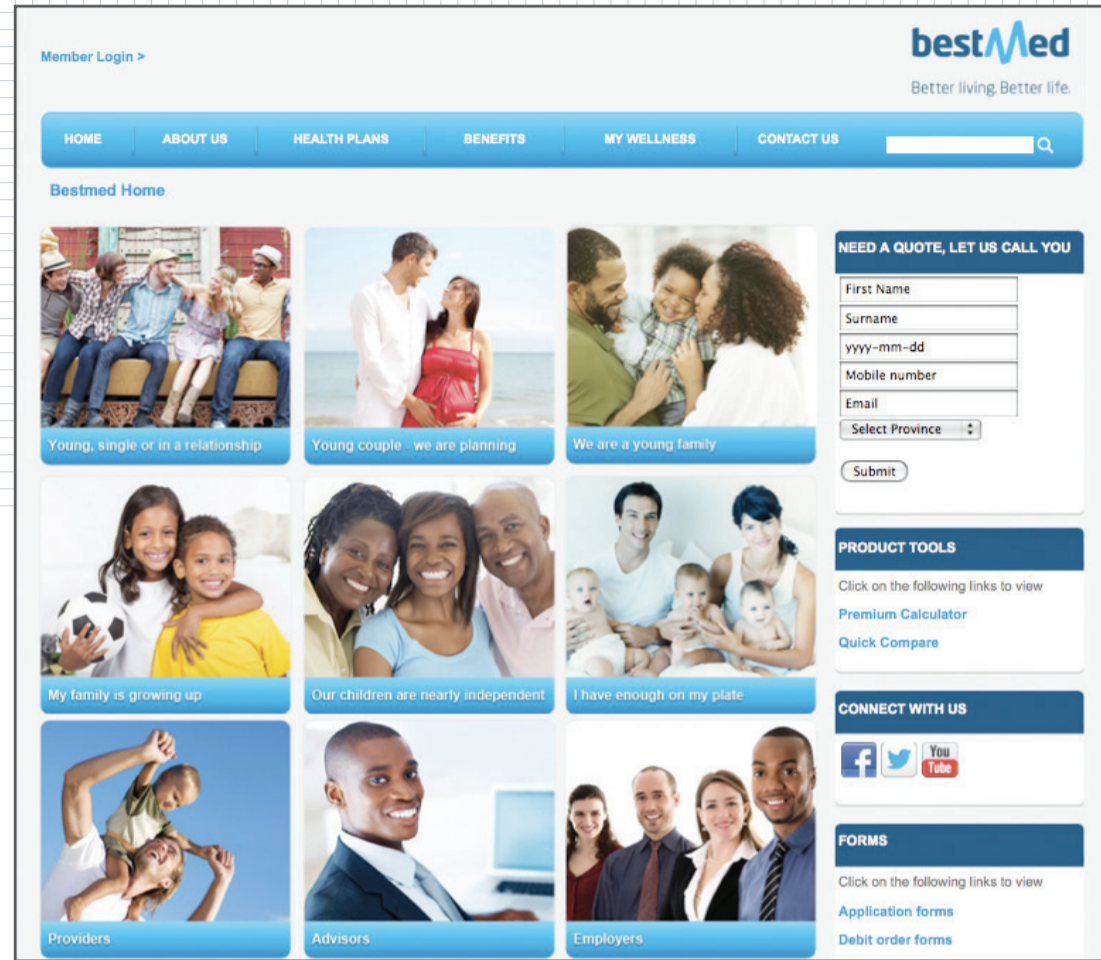 Member Login >
bestMed
Better living. Better life.
HOME ABOUT US HEALTH PLANS BENEFITS MY WELLNESS CONTACT US
Bestmed Home
Young, single or in a relationship
Young couple - we are planning
We are a young family
My family is growing up
Our children are nearly independent
I have enough on my plate
Providers
Advisors
Employers
NEED A QUOTE, LET US CALL YOU
First Name
Surname
yyyy-mm-dd
Mobile number
Email
Select Province
Submit
PRODUCT TOOLS
Click on the following links to view
Premium Calculator
Quick Compare
CONNECT WITH US
f
You
Tube
FORMS
Click on the following links to view
Application forms
Debit order forms